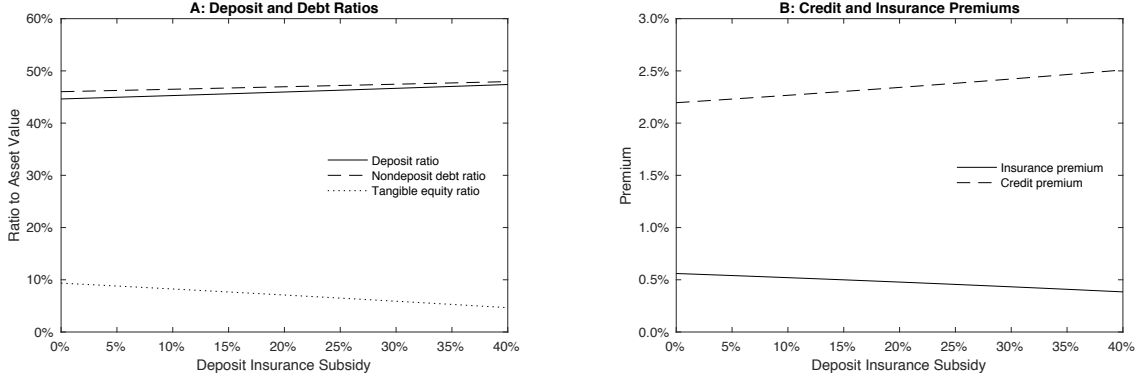 A: Deposit and Debt Ratios
60%
50%
40%
30%
20%
10%
0%
Ratio to Asset Value
Deposit ratio
Nondeposit debt ratio
Tangible equity ratio
0% 5% 10% 15% 20% 25% 30% 35% 40%
Deposit Insurance Subsidy
B: Credit and Insurance Premiums
3.0%
2.5%
2.0%
1.5%
1.0%
0.5%
0.0%
Premium
Insurance premium
Credit premium
0% 5% 10% 15% 20% 25% 30% 35% 40%
Deposit Insurance Subsidy